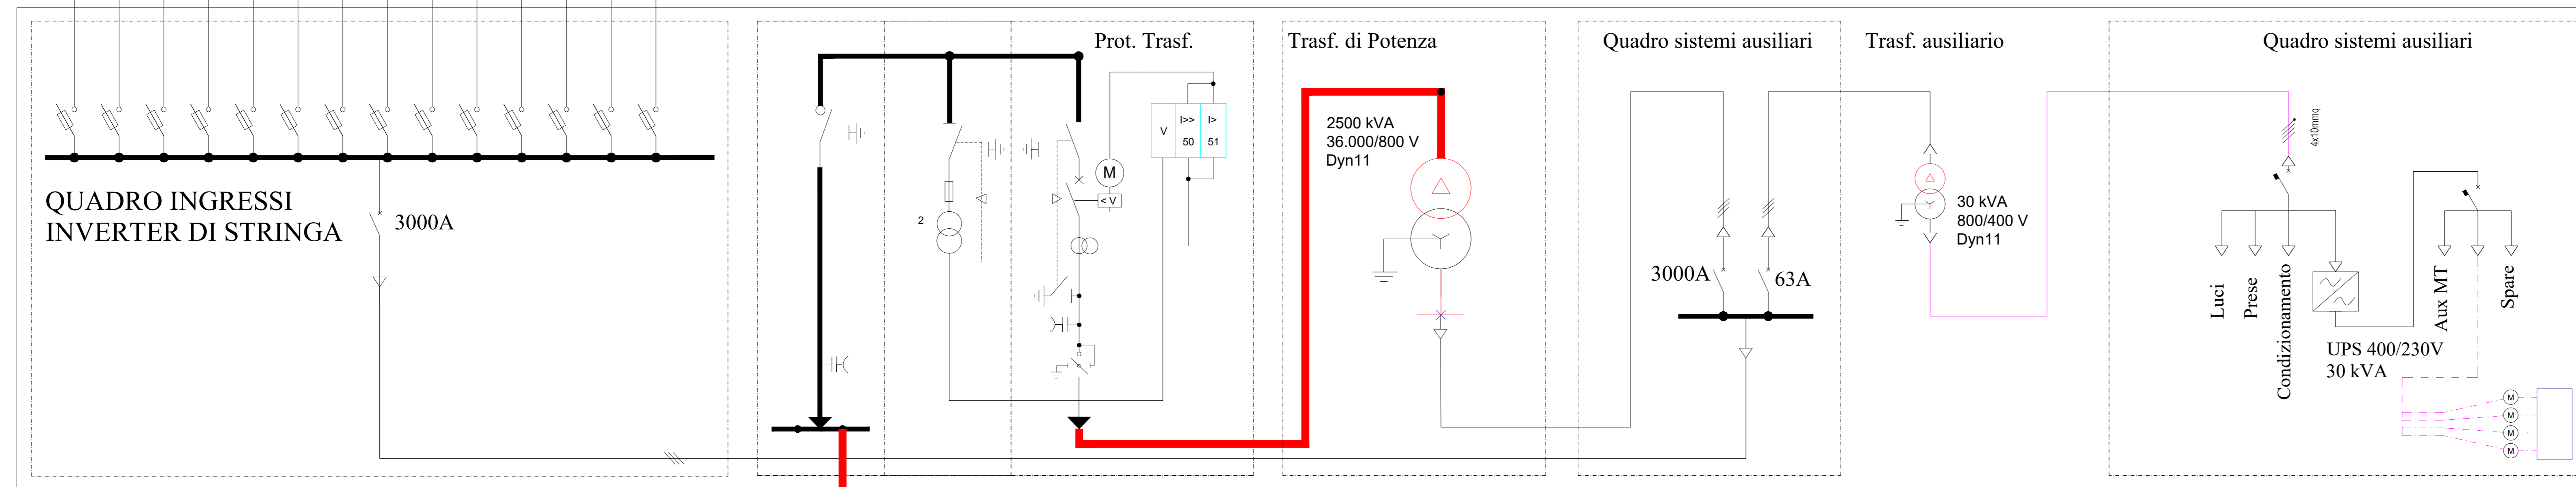 Prot. Trasf.
Trasf. di Potenza
Quadro sistemi ausiliari
Trasf. ausiliario
Quadro sistemi ausiliari
QUADRO INGRESSI
INVERTER DI STRINGA
3000A
2
V
I>>
50
I>
51
M
< V
2500 kVA
36.000/800 V
Dyn11
3000A
63A
30 kVA
800/400 V
Dyn11
4x10mmq
Luci
Prese
Condizionamento
UPS 400/230V
30 kVA
Aux MT
Spare
M
M
M
M